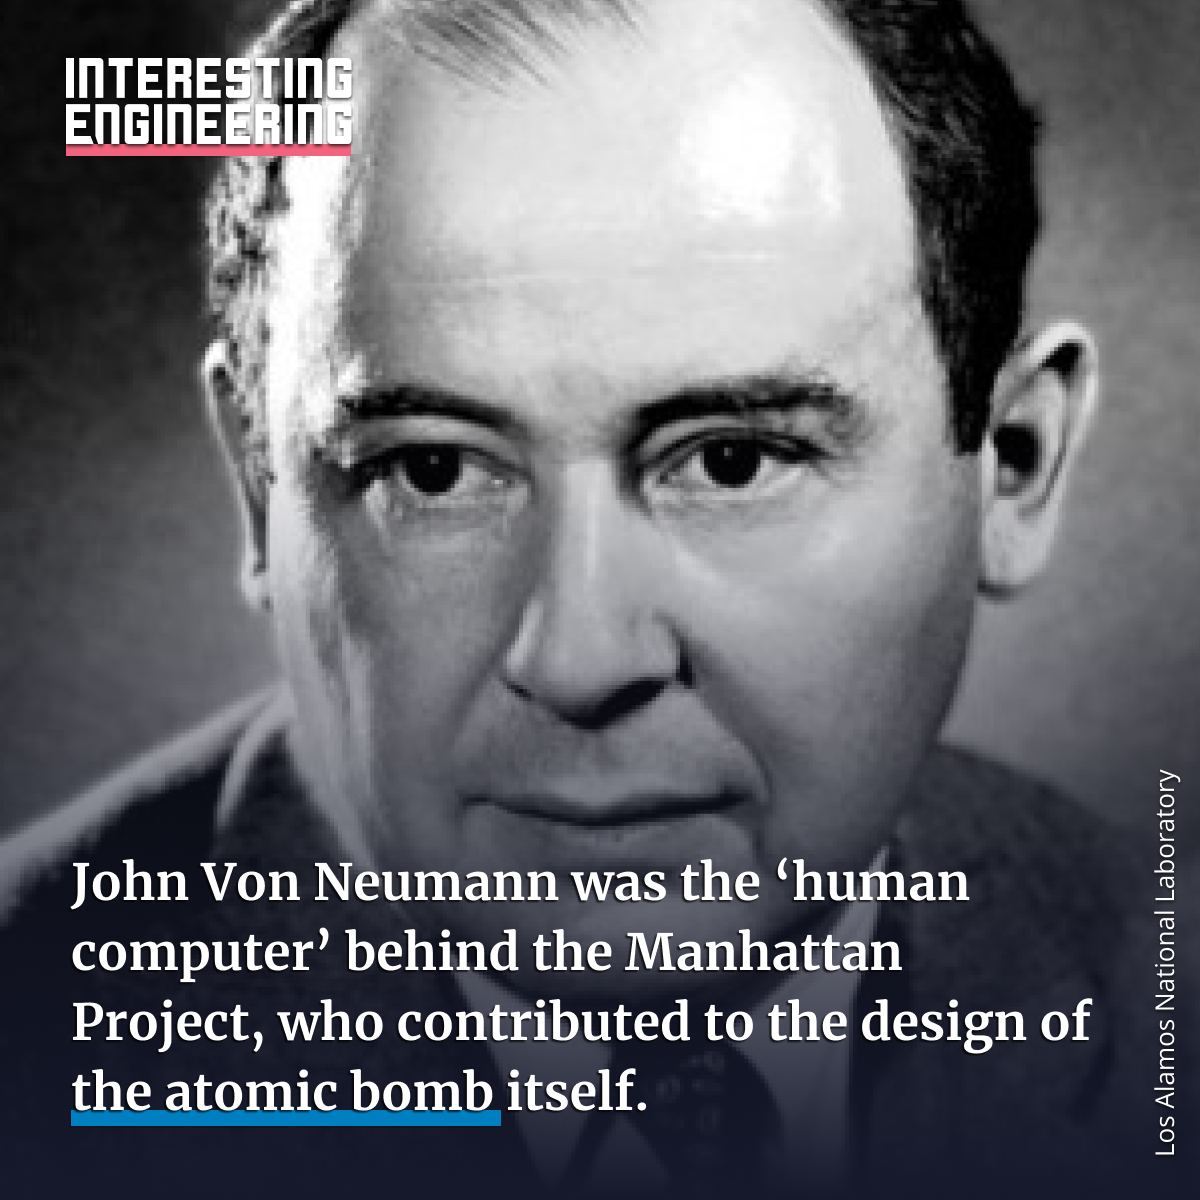 INTERESTING
ENGINEERING
John Von Neumann was the ‘human
computer’ behind the Manhattan
Project, who contributed to the design of
the atomic bomb itself.
Los Alamos National Laboratory